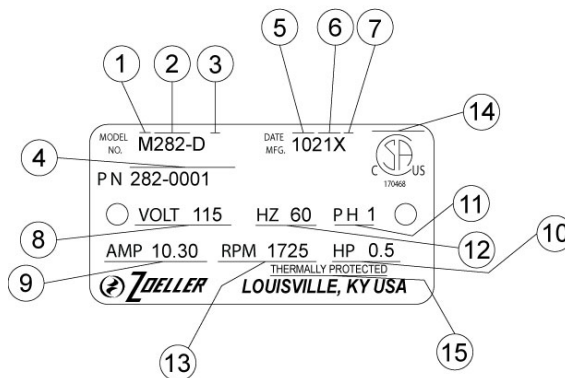 1 2 3 5 6 7
14
MODEL NO. M282-D DATE MFG. 1021X
4
SA
C US
170468
PN 282-0001
11
VOLT 115 HZ 60 PH 1
8 12 10
AMP 10.30 RPM 1725 HP 0.5
THERMALLY PROTECTED
9 ZOELLER LOUISVILLE, KY USA
13 15